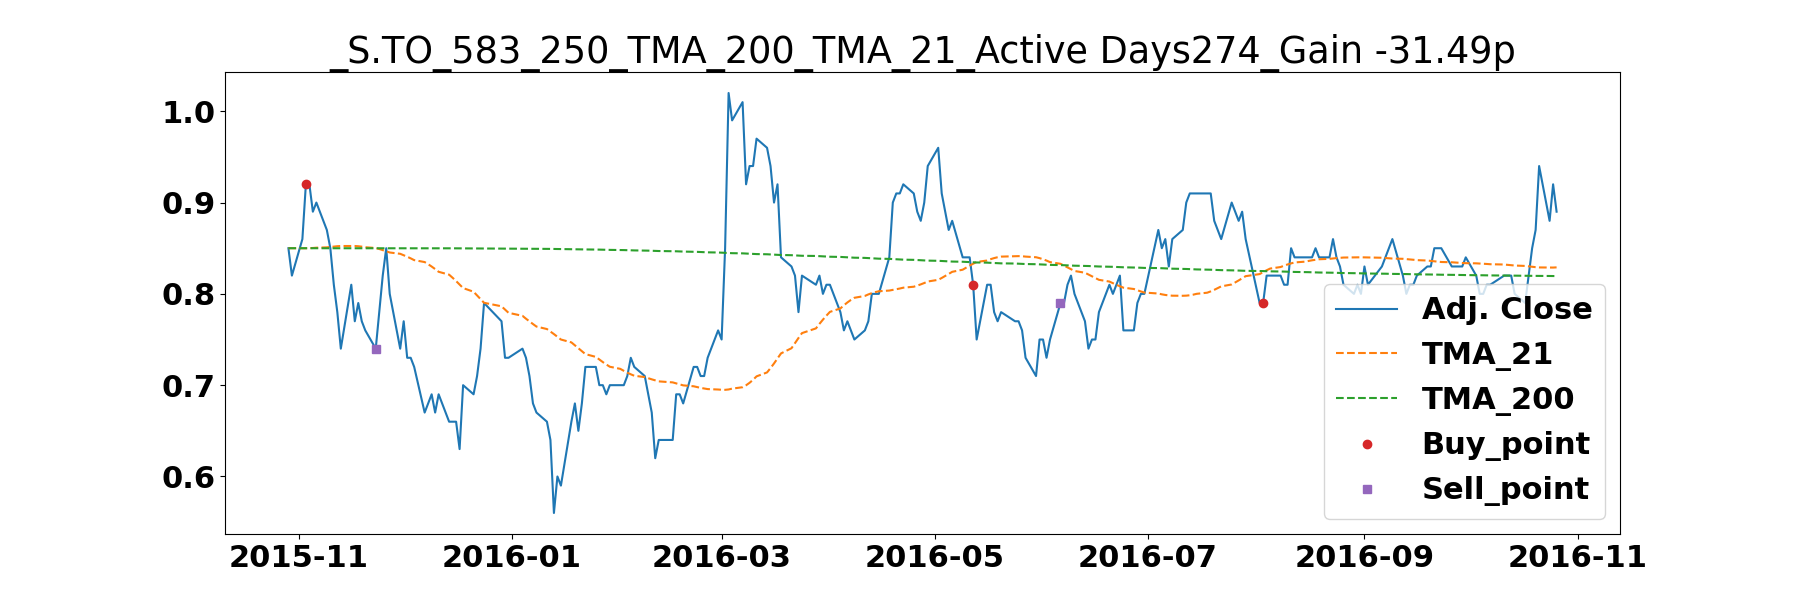 _S.TO_583_250_TMA_200_TMA_21_Active Days274_Gain -31.49p
1.0
0.9
0.8
0.7
0.6
Adj. Close
TMA_21
TMA_200
Buy_point
Sell_point
2015-11 2016-01 2016-03 2016-05 2016-07 2016-09 2016-11